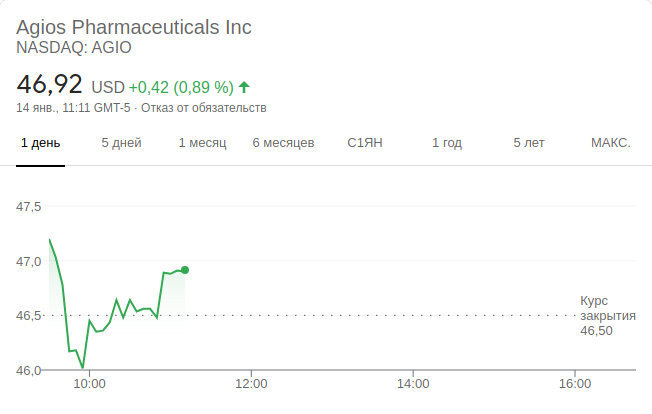 Agios Pharmaceuticals Inc
NASDAQ: AGIO
46,92 USD +0,42 (0,89 %)
14 янв., 11:11 GMT-5 · Отказ от обязательств
1 день 5 дней 1 месяц 6 месяцев С1ЯН 1 год 5 лет МАКС.
47,5
47,0
46,5
46,0
Курс
закрытия
46,50
10:00 12:00 14:00 16:00